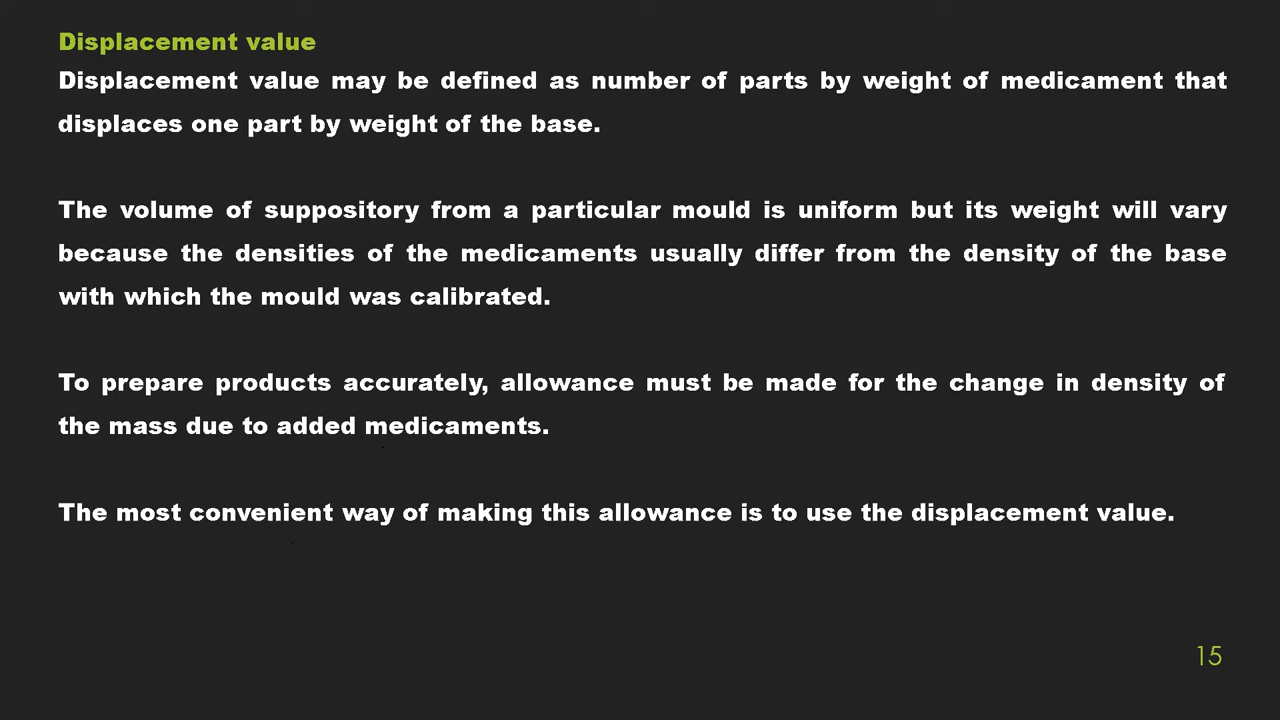 Displacement value
Displacement value may be defined as number of parts by weight of medicament that
displaces one part by weight of the base.
The volume of suppository from a particular mould is uniform but its weight will vary
because the densities of the medicaments usually differ from the density of the base
with which the mould was calibrated.
To prepare products accurately, allowance must be made for the change in density of
the mass due to added medicaments.
The most convenient way of making this allowance is to use the displacement value.
15